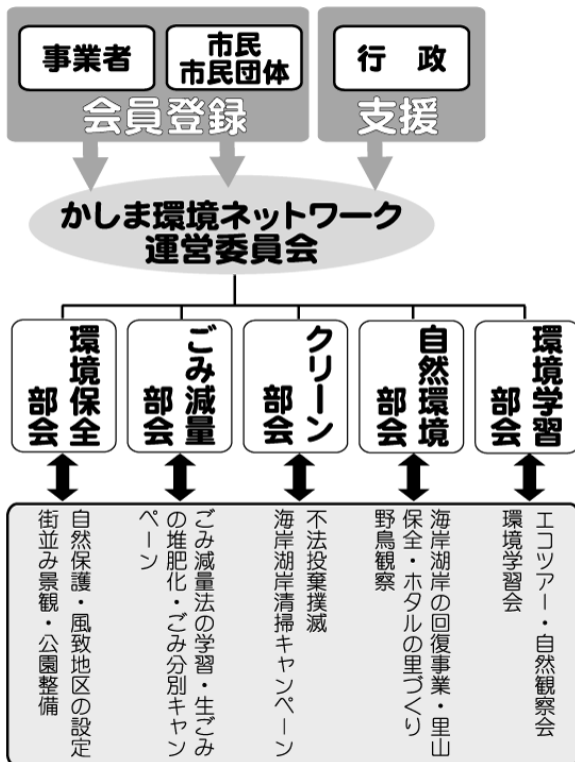 事業者
市民
市民団体
会員登録
行 政
支援
かしま環境ネットワーク
運営委員会
環境保全
部会
ごみ減量
部会
クリーン
部会
自然環境
部会
環境学習
部会
自然保護・風致地区の設定
街並み景観・公園整備
ごみ減量法の学習・生ごみ
の堆肥化・ごみ分別キャン
ペーン
不法投棄撲滅
海岸湖岸清掃キャンペーン
海岸湖岸の回復事業・里山
保全・ホタルの里づくり
野鳥観察
エコツアー・自然観察会
環境学習会